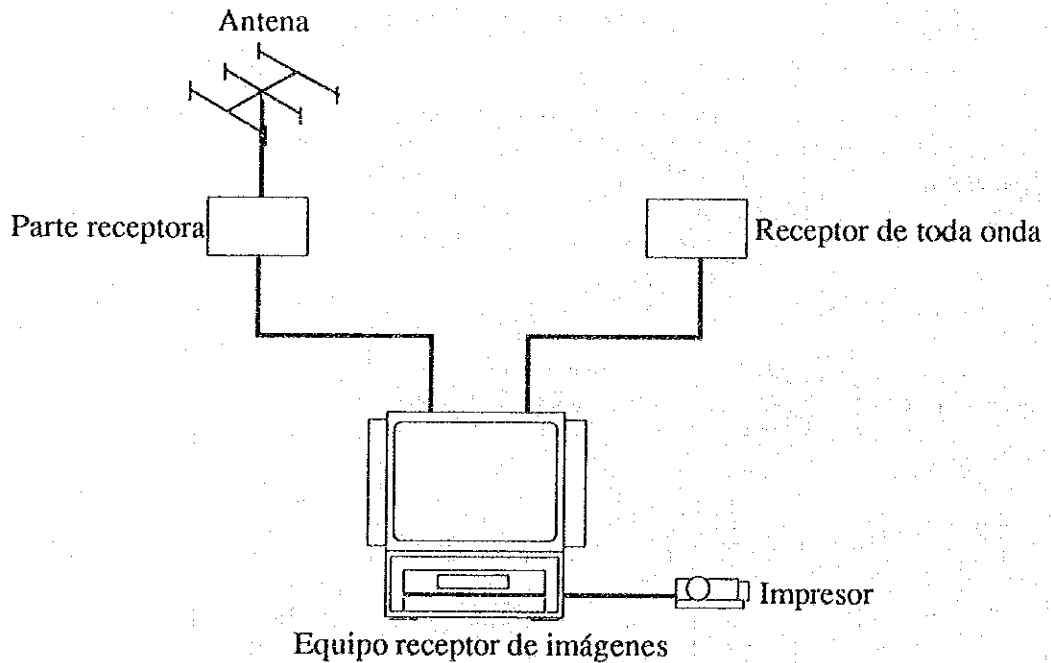 Antena
Parte receptora
Receptor de toda onda
Impresor
Equipo receptor de imágenes